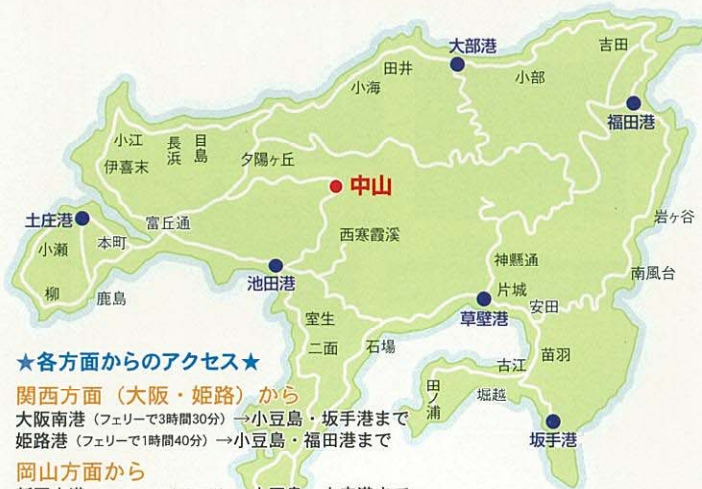 吉田
大部港
田井
小部
小海
福田港
小江
長浜
目島
夕陽ヶ丘
伊喜末
中山
土庄港
岩ヶ谷
富丘通
本町
小瀬
西寒霞渓
神懸通
南風台
柳
鹿島
池田港
片城
安田
草壁港
室生
二面
石場
苗羽
古江
田ノ浦
堀越
坂手港
★各方面からのアクセス★
関西方面（大阪・姫路）から
大阪南港（フェリーで3時間30分）→小豆島・坂手港まで
姫路港（フェリーで1時間40分）→小豆島・福田港まで
岡山方面から